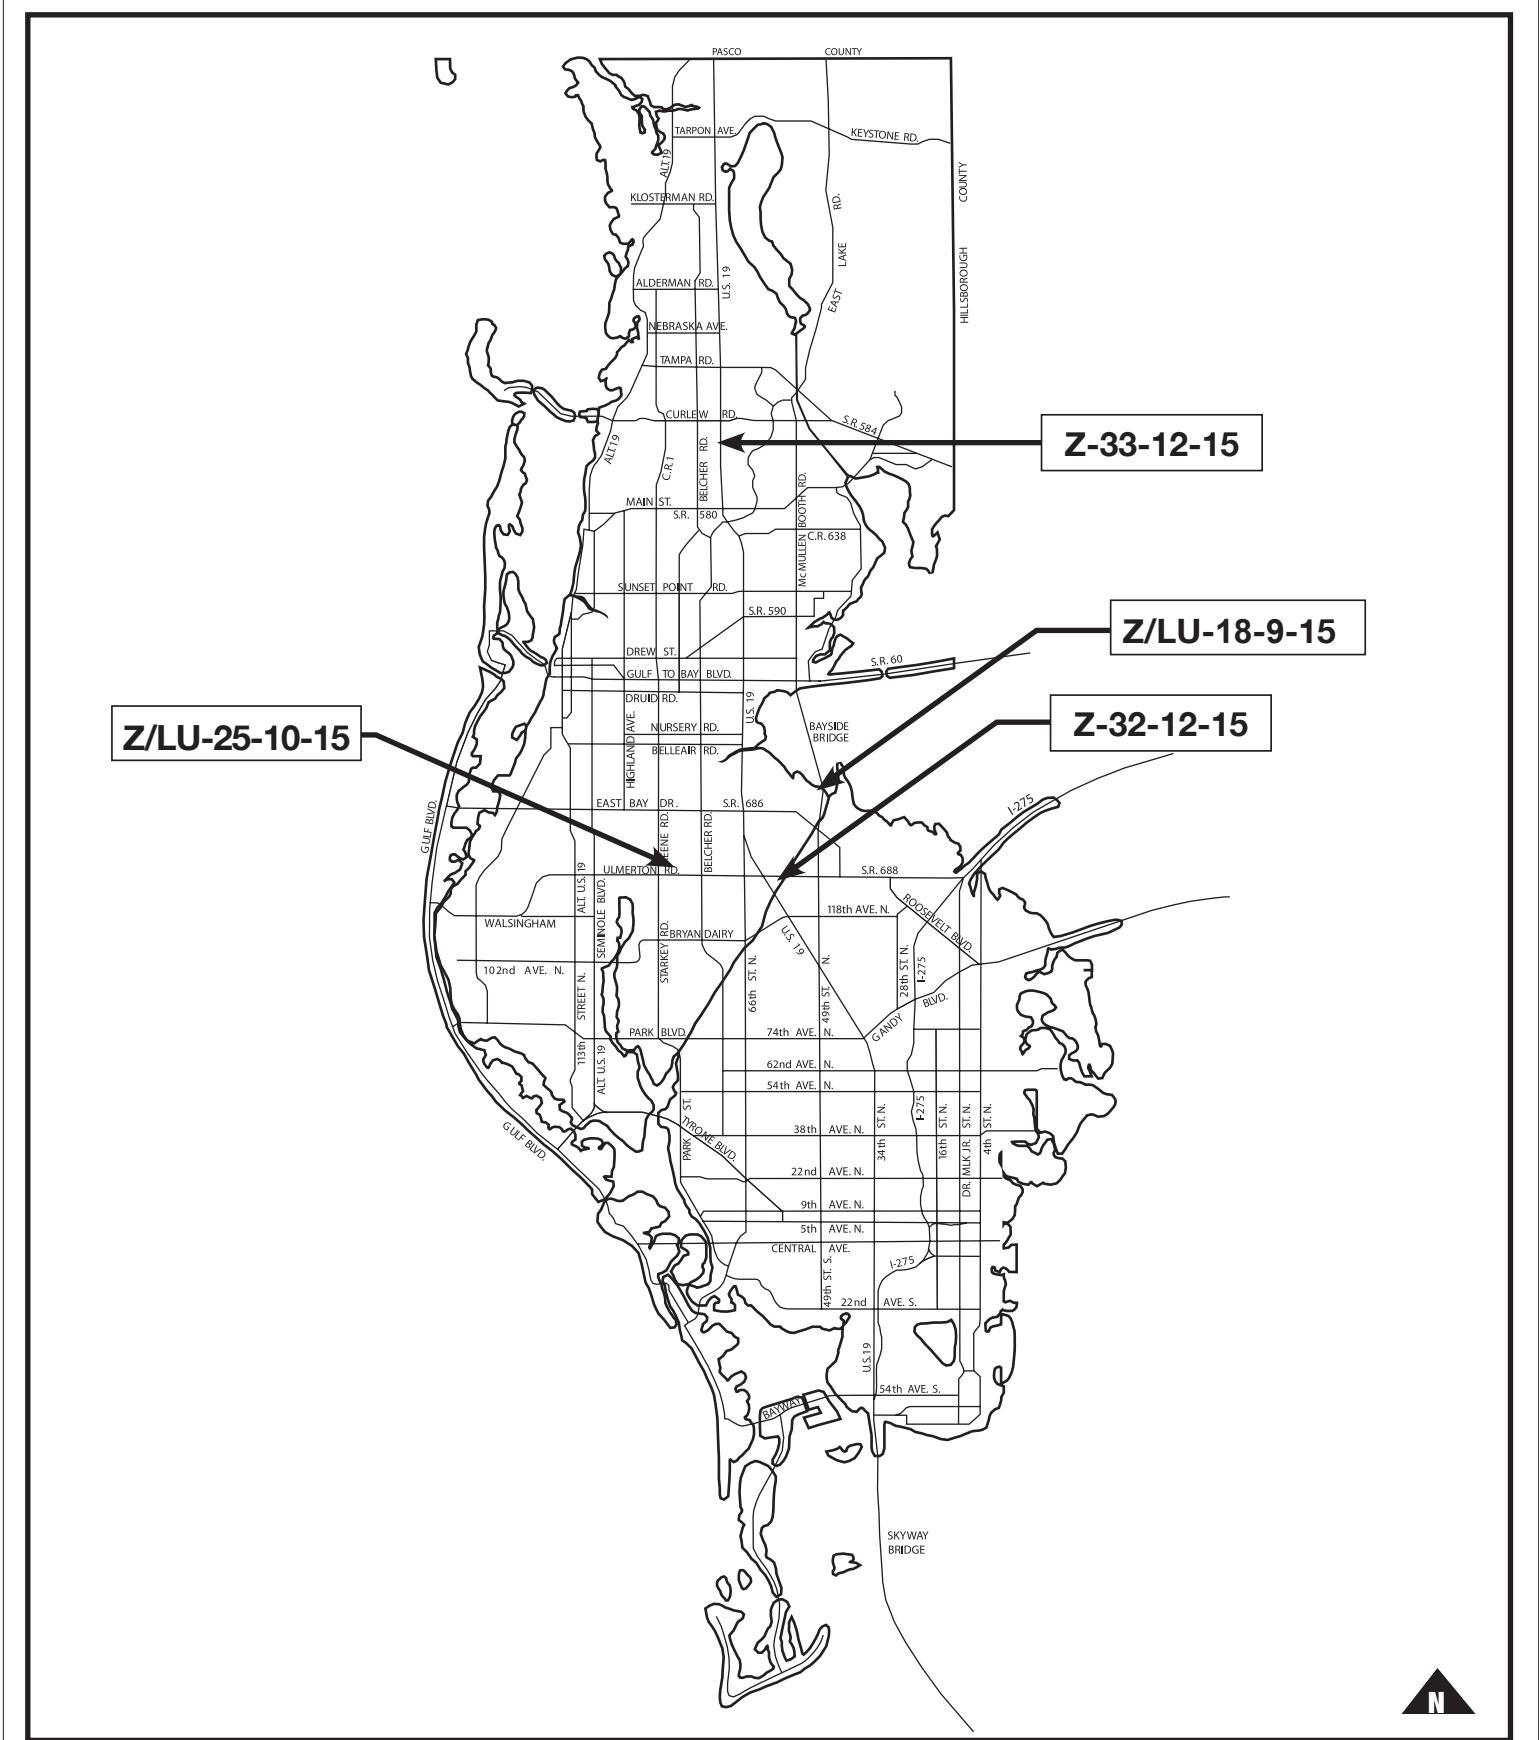 PASCO COUNTY
TARPON AVE.
KEYSTONE RD.
ALT.19
HILLSBOROUGH COUNTY
KLOSTERMAN RD.
EAST LAKE RD.
ALDERMAN RD.
U.S. 19
NEBRASKA AVE.
TAMPA RD.
CURLEW RD.
S.R. 584
Z-33-12-15
ALT.19
C.R.1
BELCHER RD.
MAIN ST.
S.R. 580
McMULLEN BOOTH RD.
C.R. 638
SUNSET POINT RD.
S.R. 590
Z/LU-18-9-15
DREW ST.
S.R. 60
GULF TO BAY BLVD.
DRUID RD.
U.S. 19
Z-32-12-15
Z/LU-25-10-15
HIGHLAND AVE.
NURSERY RD.
BAYSIDE
BRIDGE
BELLEAIR RD.
EAST BAY DR.
S.R. 686
I-275
GULF BLVD.
EENE RD.
BELCHER RD.
ULMERTON RD.
S.R. 688
ALT. U.S. 19
SEMINOLE BLVD.
ROOSEVELT BLVD.
118th AVE. N.
WALSINGHAM
BRYAN DAIRY
U.S. 19
STARKEY RD.
102nd AVE. N.
66th ST. N.
49th ST. N.
28th ST. N.
I-275
GANDY BLVD.
113th STREET N.
PARK BLVD.
74th AVE. N.
ALT. U.S. 19
62nd AVE. N.
54th AVE. N.
PARK ST.
TYRONE BLVD.
38th AVE. N.
34th ST. N.
I-275
16th ST. N.
DR. MLK JR. ST. N.
4th ST. N.
GULF BLVD.
22nd AVE. N.
9th AVE. N.
5th AVE. N.
CENTRAL AVE.
I-275
49th ST. S.
22nd AVE. S.
U.S.19
54th AVE. S.
BAYWAY
SKYWAY
BRIDGE
N